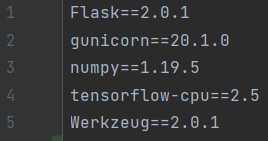 1 Flask==2.0.1
2 gunicorn==20.1.0
3 numpy==1.19.5
4 tensorflow-cpu==2.5
5 Werkzeug==2.0.1